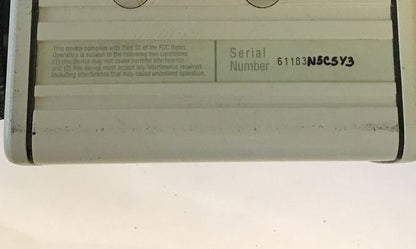 This device complies with Part 15 of the FCC Rules.
Operation is subject to the following two conditions:
(1) this device may not cause harmful interference
and (2) this device must accept any interference received,
including interference that may cause undesired operation.
Serial
Number 61183N5C5Y3